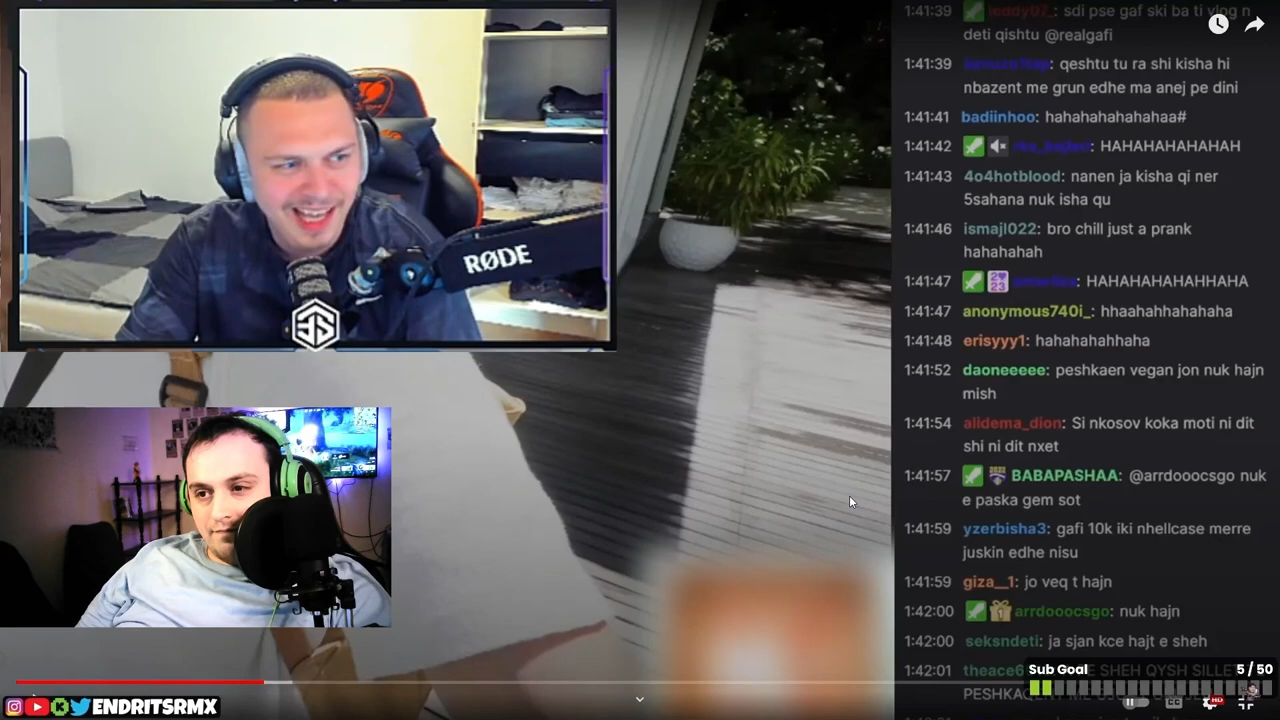 RØDE
ENDRITSRMX
1:41:39 : sdi pse gaf ski ba ti vlog n
deti qishtu @realgafi
1:41:39 : qeshtu tu ra shi kisha hi
nbazent me grun edhe ma anej pe dini
1:41:41 badiinhoo: hahahahahahahaa#
1:41:42 : HAHAHAHAHAHAH
1:41:43 4o4hotblood: nanen ja kisha qi ner
5sahana nuk isha qu
1:41:46 ismajl022: bro chill just a prank
hahahahah
1:41:47 : HAHAHAHAHAHHAHA
1:41:47 anonymous740i_: hhaahahhahahaha
1:41:48 erisyyy1: hahahahahhaha
1:41:52 daoneeeee: peshkaen vegan jon nuk hajn
mish
1:41:54 alidema_dion: Si nkosov koka moti ni dit
shi ni dit nxet
1:41:57 BABAPASHAA: @arrdooocsgo nuk
e paska gem sot
1:41:59 yzerbisha3: gafi 10k iki nhellcase merre
juskin edhe nisu
1:41:59 giza__1: jo veq t hajn
1:42:00 arrdooocsgo: nuk hajn
1:42:00 seksndeti: ja sjan kce hajt e sheh
1:42:01 SHEH QYSH
Sub Goal 5 / 50